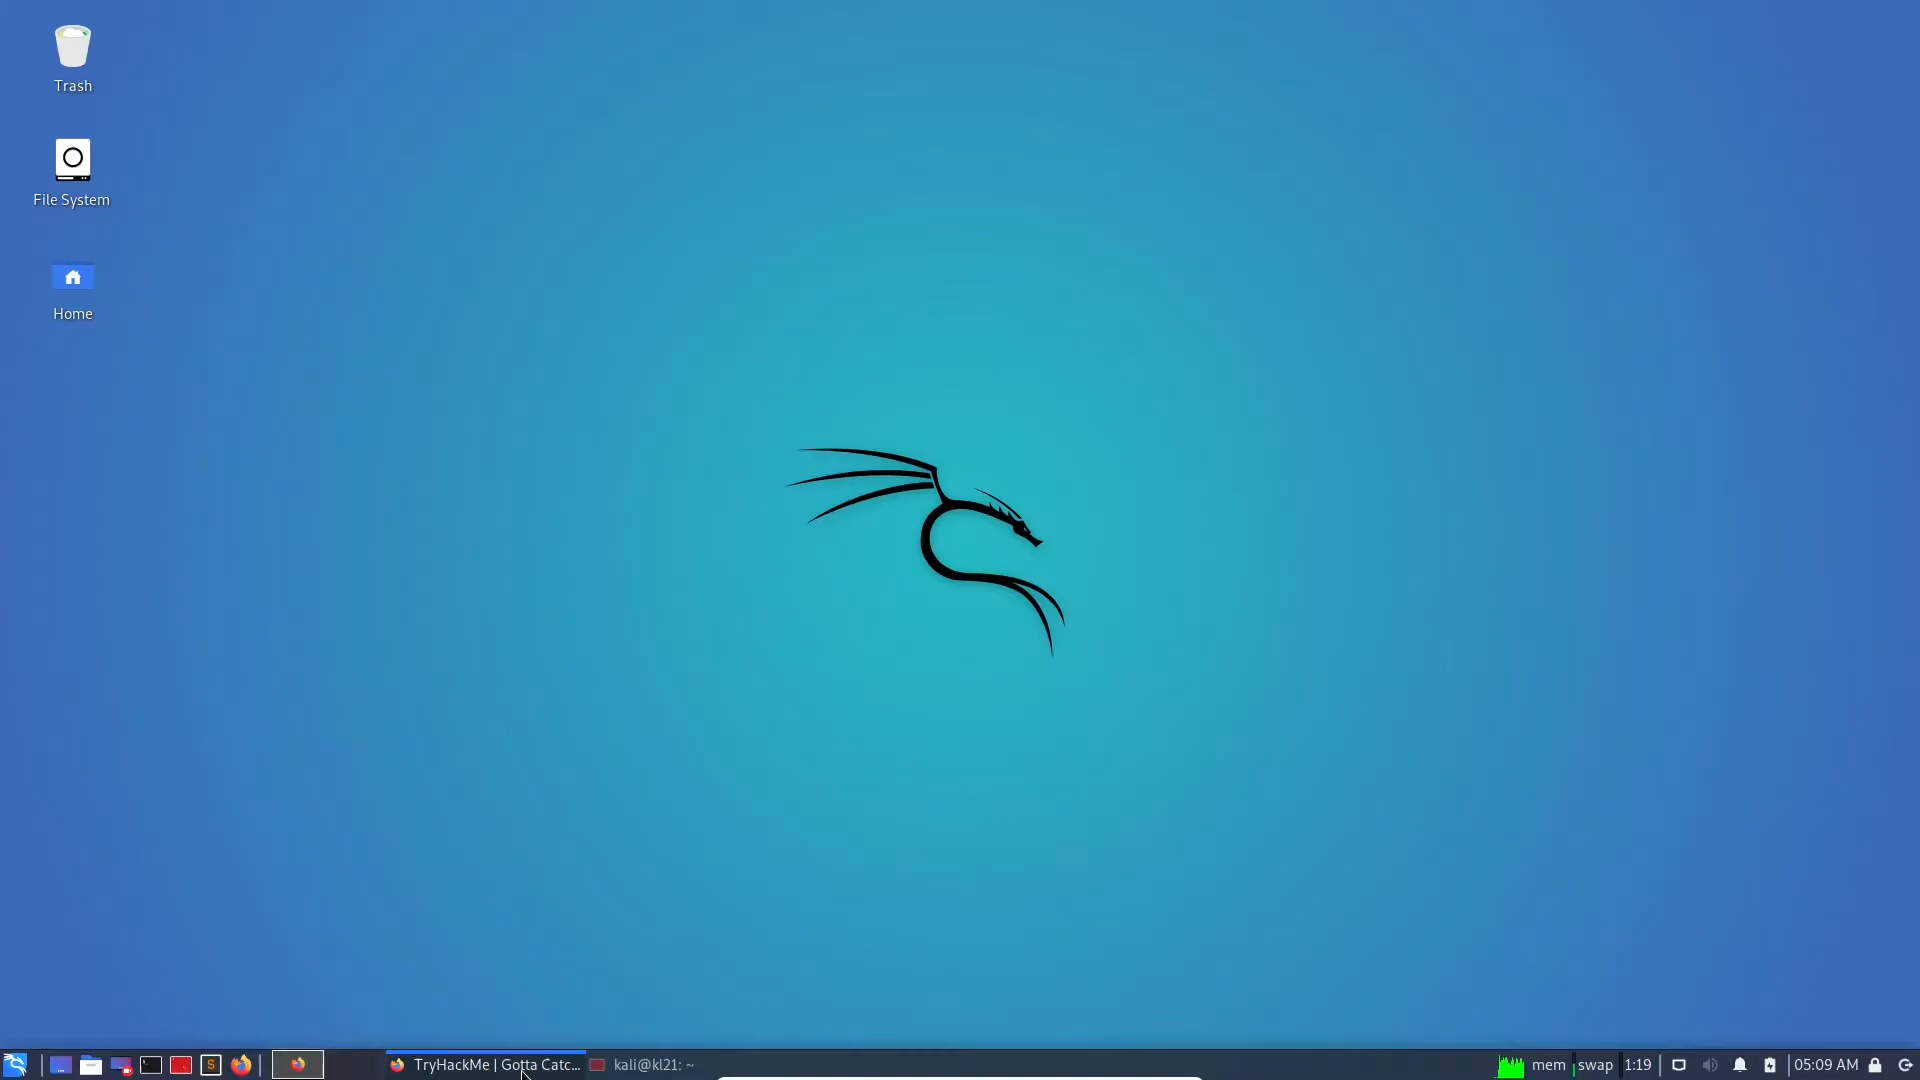 Trash
File System
Home
TryHackMe | Gotta Catc...
kali@kl21: ~
mem
swap
1:19
05:09 AM